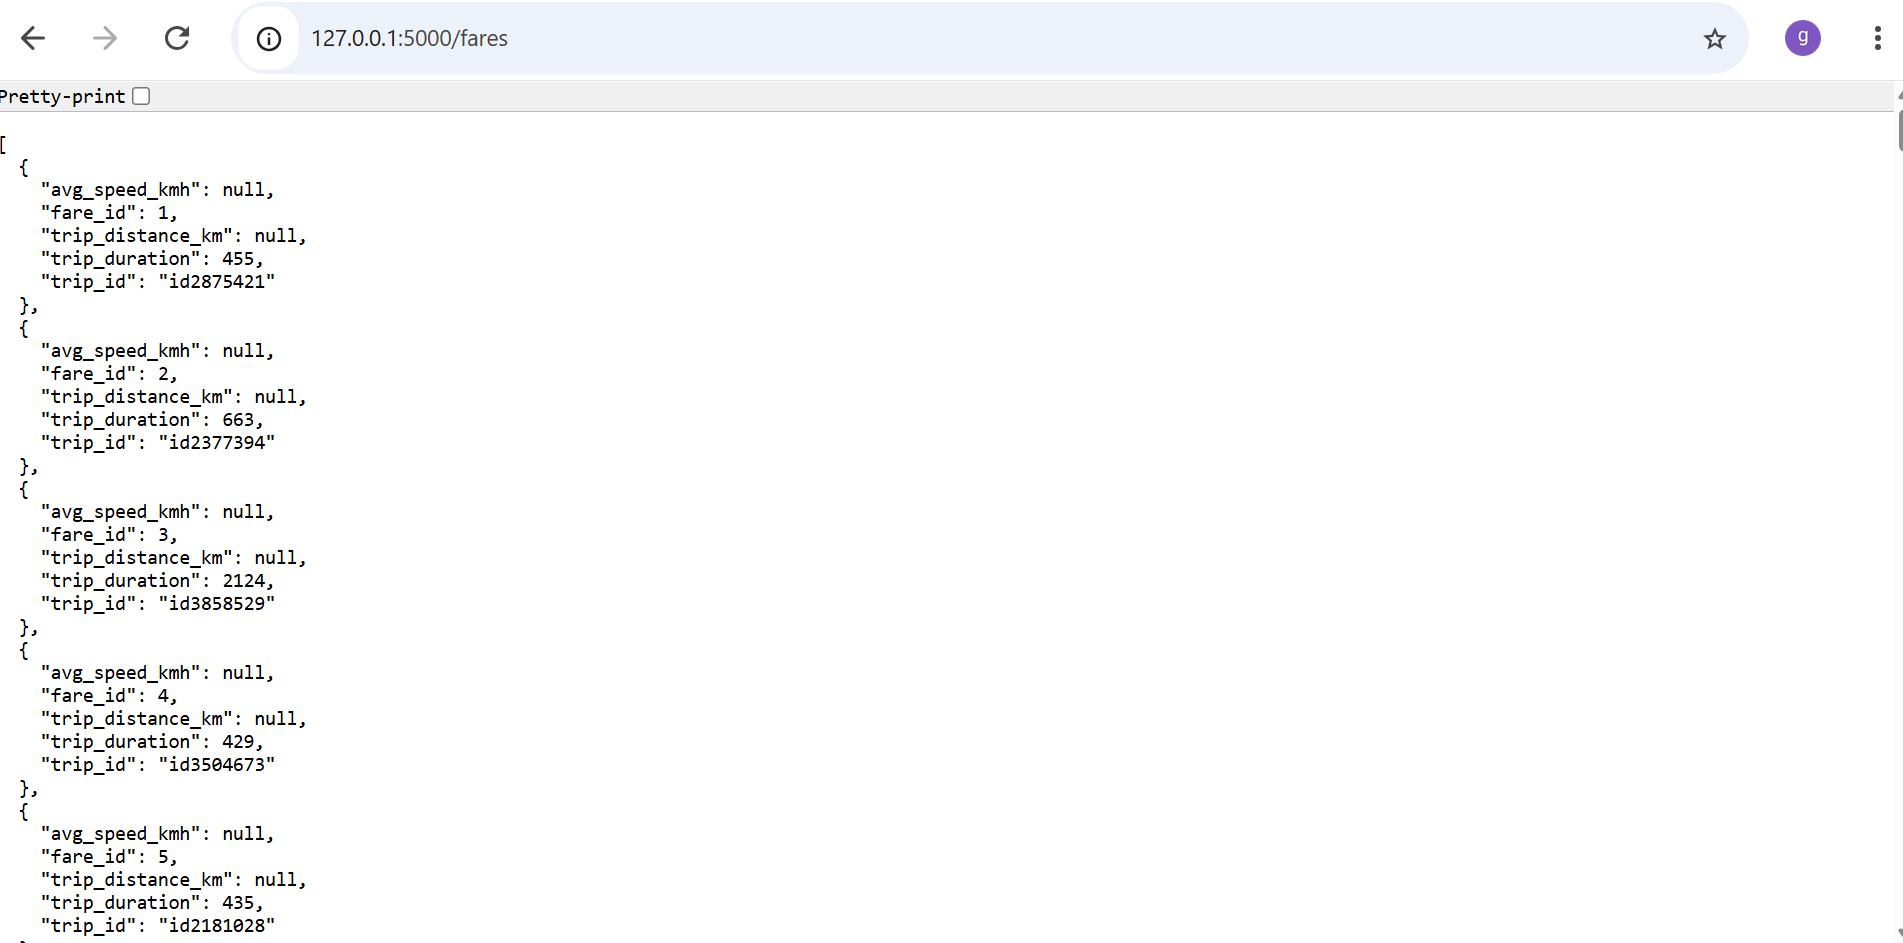 127.0.0.1:5000/fares
g
Pretty-print
[
  {
    "avg_speed_kmh": null,
    "fare_id": 1,
    "trip_distance_km": null,
    "trip_duration": 455,
    "trip_id": "id2875421"
  },
  {
    "avg_speed_kmh": null,
    "fare_id": 2,
    "trip_distance_km": null,
    "trip_duration": 663,
    "trip_id": "id2377394"
  },
  {
    "avg_speed_kmh": null,
    "fare_id": 3,
    "trip_distance_km": null,
    "trip_duration": 2124,
    "trip_id": "id3858529"
  },
  {
    "avg_speed_kmh": null,
    "fare_id": 4,
    "trip_distance_km": null,
    "trip_duration": 429,
    "trip_id": "id3504673"
  },
  {
    "avg_speed_kmh": null,
    "fare_id": 5,
    "trip_distance_km": null,
    "trip_duration": 435,
    "trip_id": "id2181028"